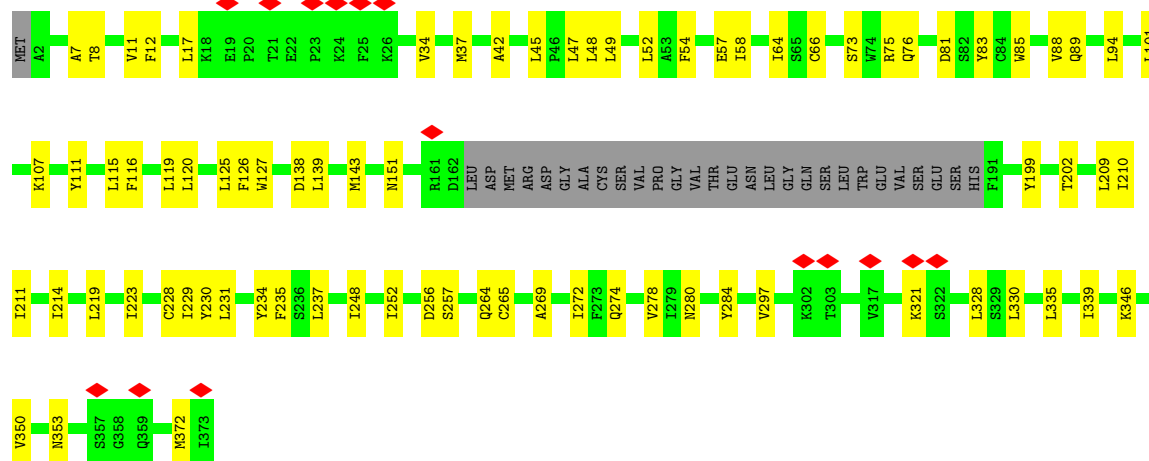 MET A2 A7 T8 V11 F12 L17 K18 E19 P20 T21 E22 P23 K24 F25 K26 V34 M37 A42 L45 P46 L47 L48 L49 L52 A53 F54 E57 I58 I64 S65 C66 S73 W74 R75 Q76 D81 S82 Y83 C84 W85 V88 Q89 L94
K107 Y111 L115 F116 L119 L120 L125 F126 W127 D138 L139 M143 N151 R161 D162 LEU ASP MET ARG ASP GLY ALA CYS SER VAL PRO GLY VAL THR GLU ASN LEU GLY GLN SER LEU TRP GLU VAL SER GLU SER HIS F191 Y199 T202 L209 I210
I211 I214 L219 I223 C228 I229 Y230 L231 Y234 F235 S236 L237 I248 I252 D256 S257 Q264 C265 A269 I272 F273 Q274 V278 I279 N280 Y284 V297 K302 T303 V317 K321 S322 L328 S329 L330 L335 I339 K346
V350 N353 S357 G358 Q359 M372 I373